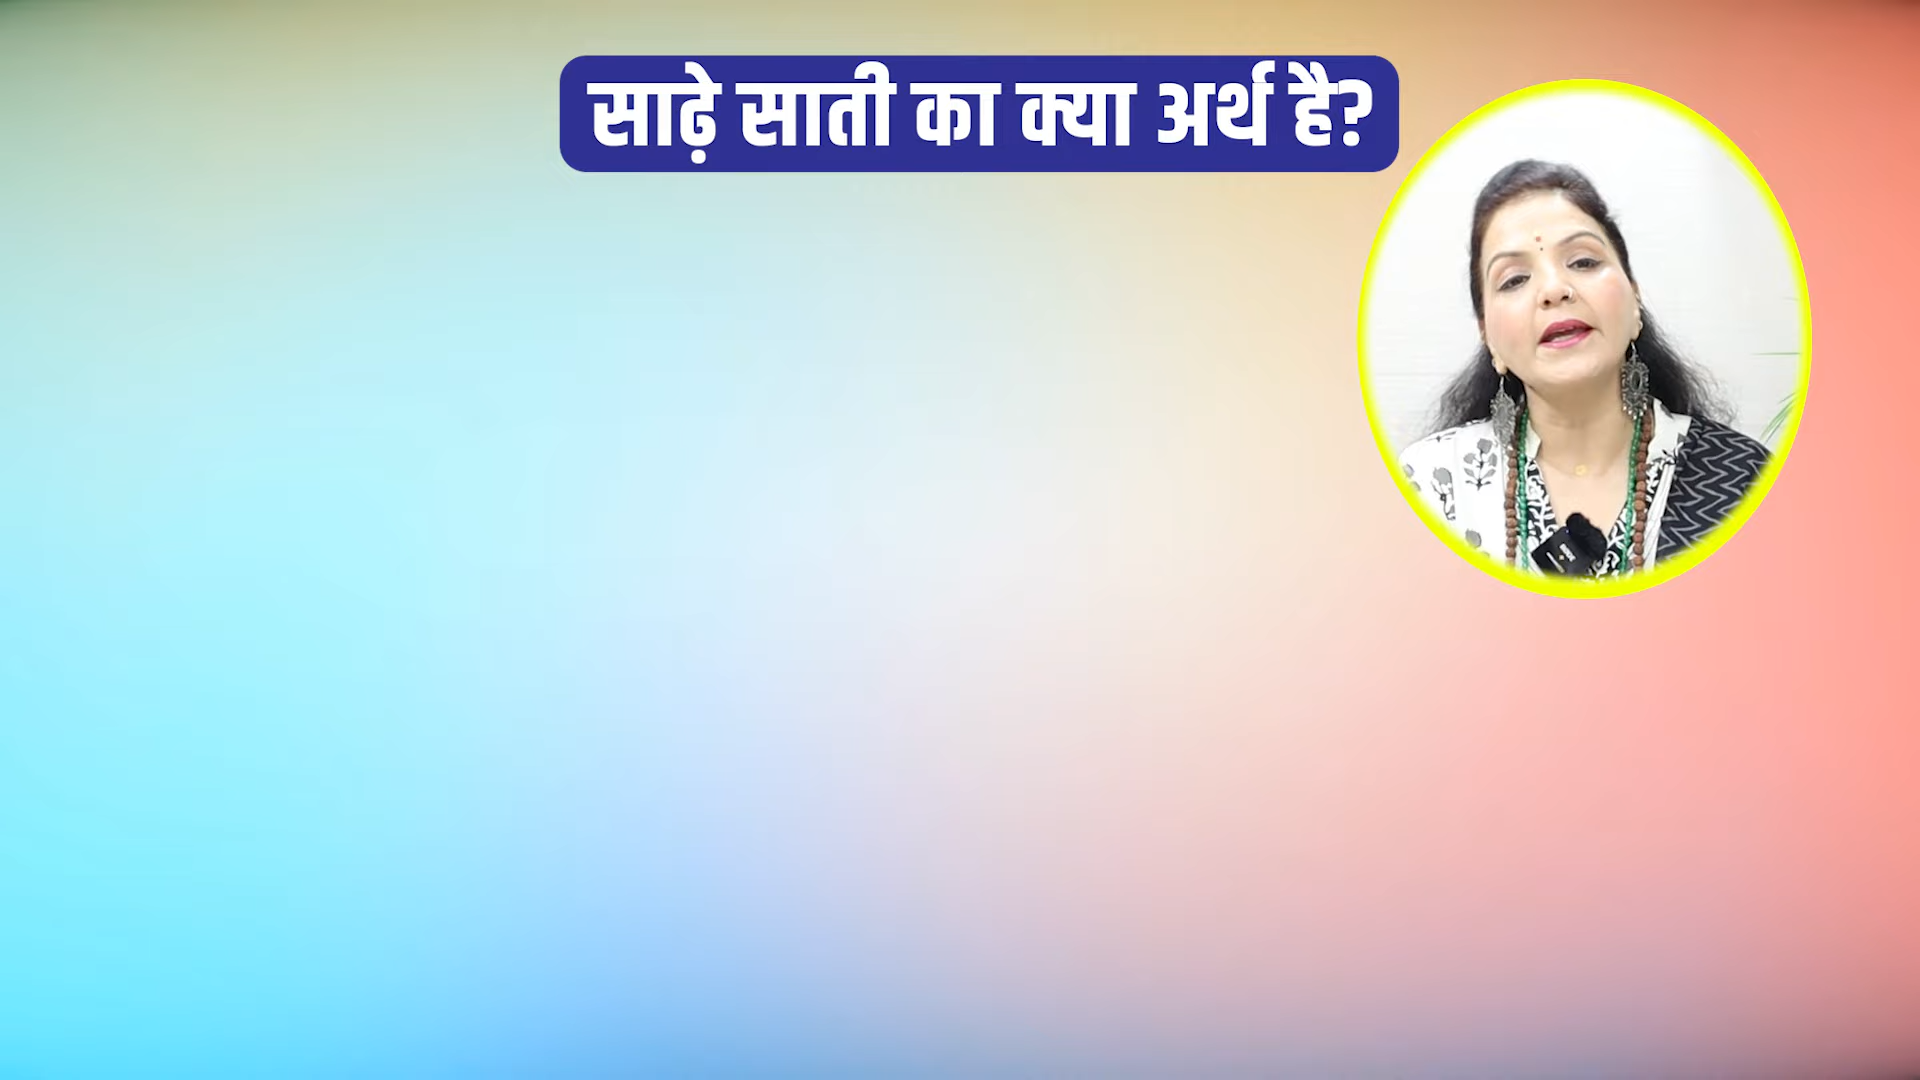 साढ़े साती का क्या अर्थ है?